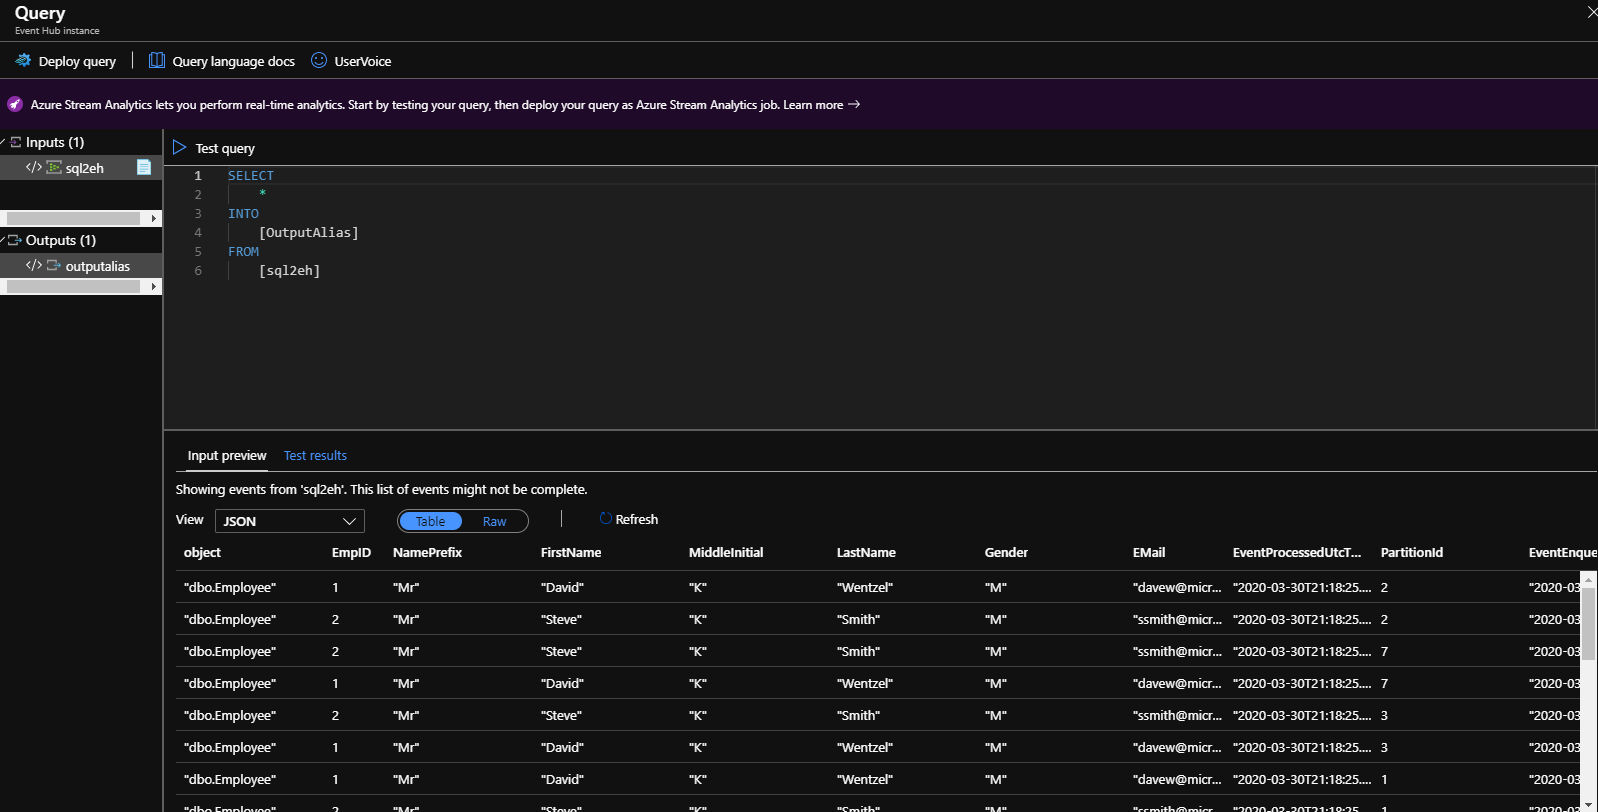 Query
Event Hub instance
Deploy query Query language docs UserVoice
Azure Stream Analytics lets you perform real-time analytics. Start by testing your query, then deploy your query as Azure Stream Analytics job. Learn more →
Inputs (1)
</> sql2eh
Outputs (1)
</> outputalias
Test query
1 SELECT
2 *
3 INTO
4 [OutputAlias]
5 FROM
6 [sql2eh]
Input preview Test results
Showing events from 'sql2eh'. This list of events might not be complete.
View JSON Table Raw Refresh
object EmpID NamePrefix FirstName MiddleInitial LastName Gender EMail EventProcessedUtcT... PartitionId EventEnque
"dbo.Employee" 1 "Mr" "David" "K" "Wentzel" "M" "davew@micr... "2020-03-30T21:18:25.... 2 "2020-03
"dbo.Employee" 2 "Mr" "Steve" "K" "Smith" "M" "ssmith@micr... "2020-03-30T21:18:25.... 2 "2020-03
"dbo.Employee" 2 "Mr" "Steve" "K" "Smith" "M" "ssmith@micr... "2020-03-30T21:18:25.... 7 "2020-03
"dbo.Employee" 1 "Mr" "David" "K" "Wentzel" "M" "davew@micr... "2020-03-30T21:18:25.... 7 "2020-03
"dbo.Employee" 2 "Mr" "Steve" "K" "Smith" "M" "ssmith@micr... "2020-03-30T21:18:25.... 3 "2020-03
"dbo.Employee" 1 "Mr" "David" "K" "Wentzel" "M" "davew@micr... "2020-03-30T21:18:25.... 3 "2020-03
"dbo.Employee" 1 "Mr" "David" "K" "Wentzel" "M" "davew@micr... "2020-03-30T21:18:25.... 1 "2020-03
"dbo.Employee" 2 "Mr" "Steve" "K" "Smith" "M" "ssmith@micr... "2020-03-30T21:18:25.... 1 "2020-03